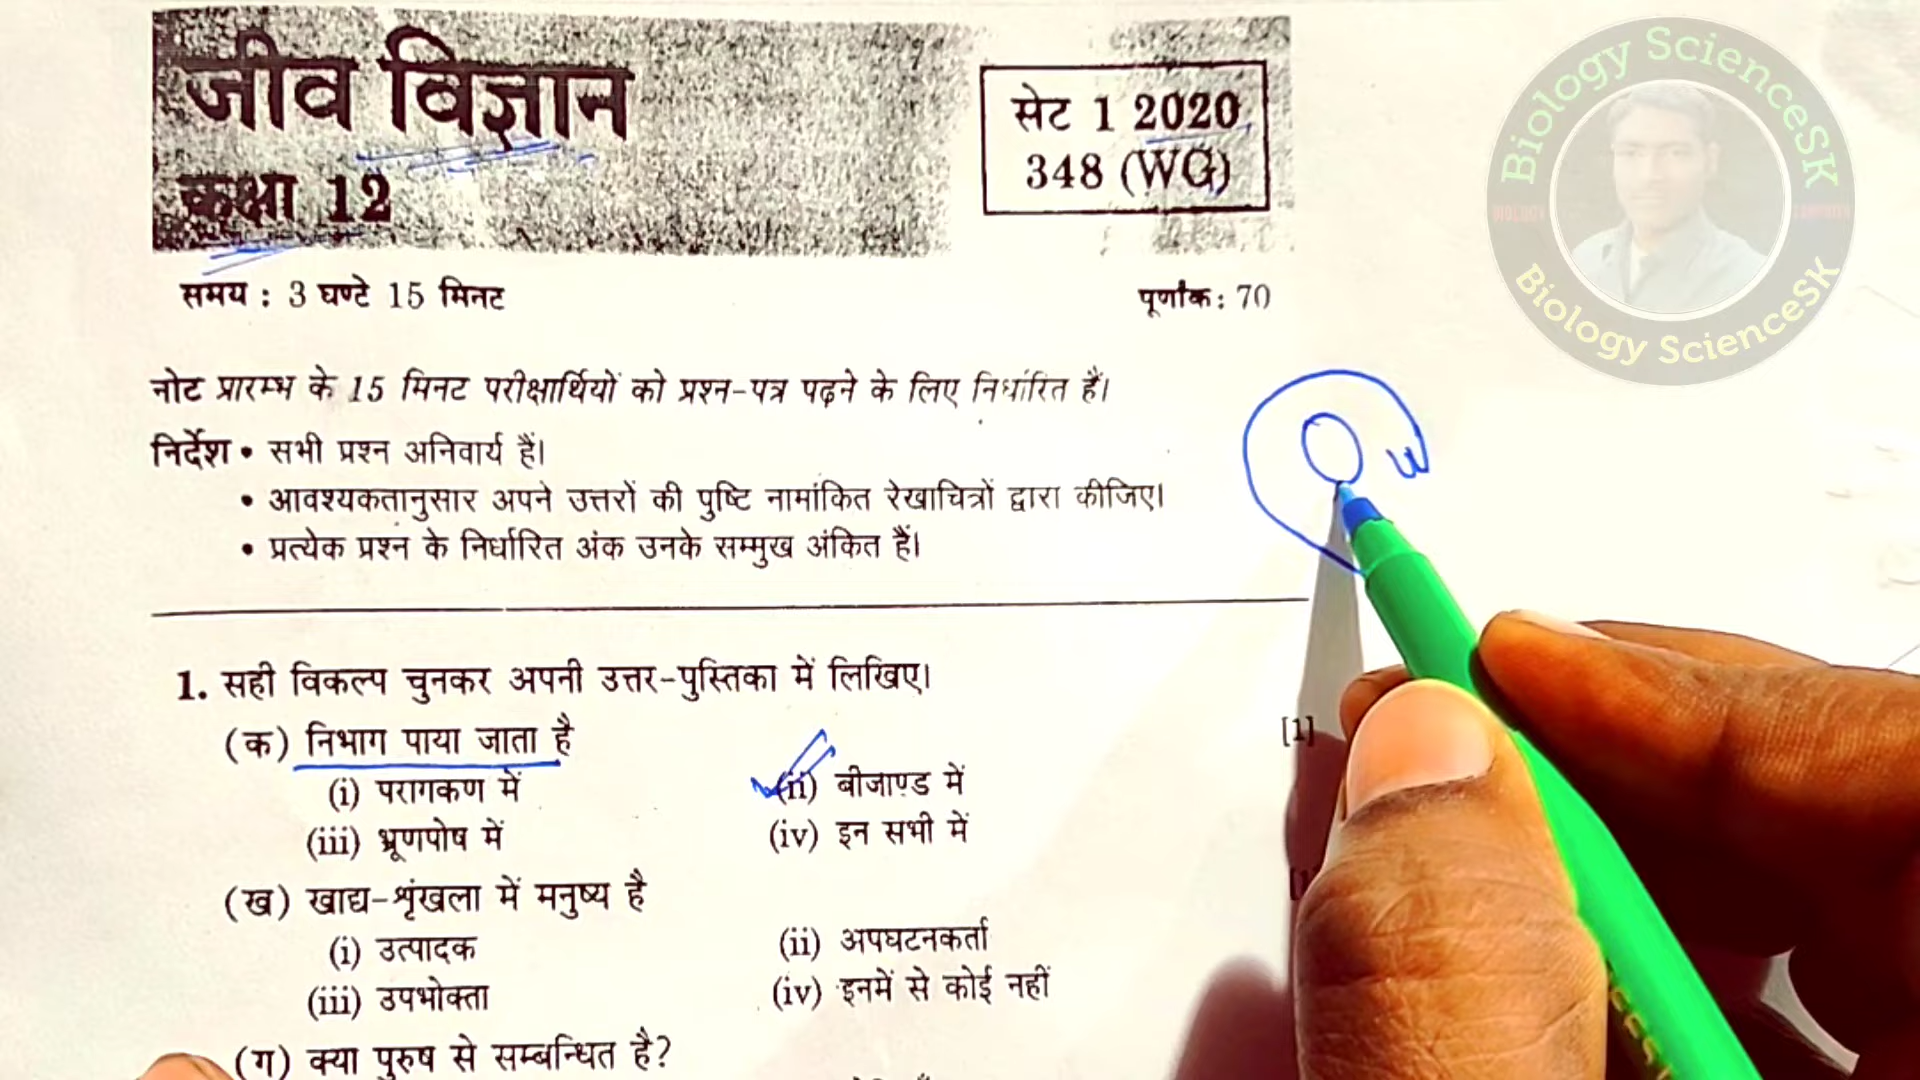 जीव विज्ञान
कक्षा 12
सेट 1 2020
348 (WG)
समय : 3 घण्टे 15 मिनट
पूर्णांक: 70
नोट प्रारम्भ के 15 मिनट परीक्षार्थियों को प्रश्न-पत्र पढ़ने के लिए निर्धारित हैं।
निर्देश • सभी प्रश्न अनिवार्य हैं।
• आवश्यकतानुसार अपने उत्तरों की पुष्टि नामांकित रेखाचित्रों द्वारा कीजिए।
• प्रत्येक प्रश्न के निर्धारित अंक उनके सम्मुख अंकित हैं।
1. सही विकल्प चुनकर अपनी उत्तर-पुस्तिका में लिखिए।
(क) निभाग पाया जाता है [1]
(i) परागकण में (ii) बीजाण्ड में
(iii) भ्रूणपोष में (iv) इन सभी में
(ख) खाद्य-शृंखला में मनुष्य है
(i) उत्पादक (ii) अपघटनकर्ता
(iii) उपभोक्ता (iv) इनमें से कोई नहीं
(ग) क्या पुरुष से सम्बन्धित है?
Biology ScienceSK
BIOLOGY
Biology ScienceSK